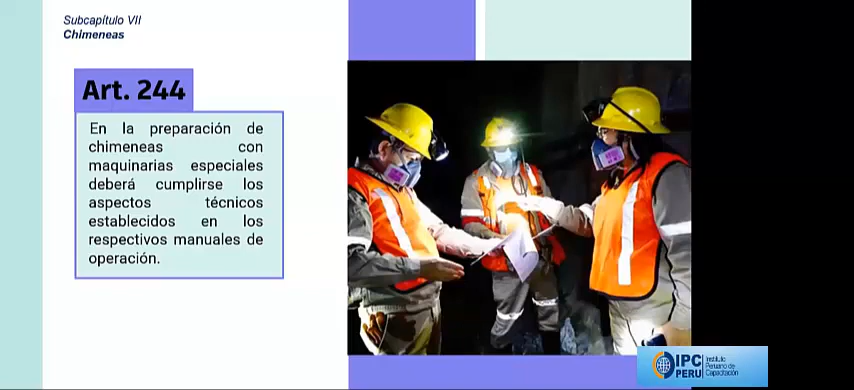 Subcapítulo VII
Chimeneas
Art. 244
En la preparación de
chimeneas con
maquinarias especiales
deberá cumplirse los
aspectos técnicos
establecidos en los
respectivos manuales de
operación.
IPC
PERU
Instituto
Peruano de
Capacitación